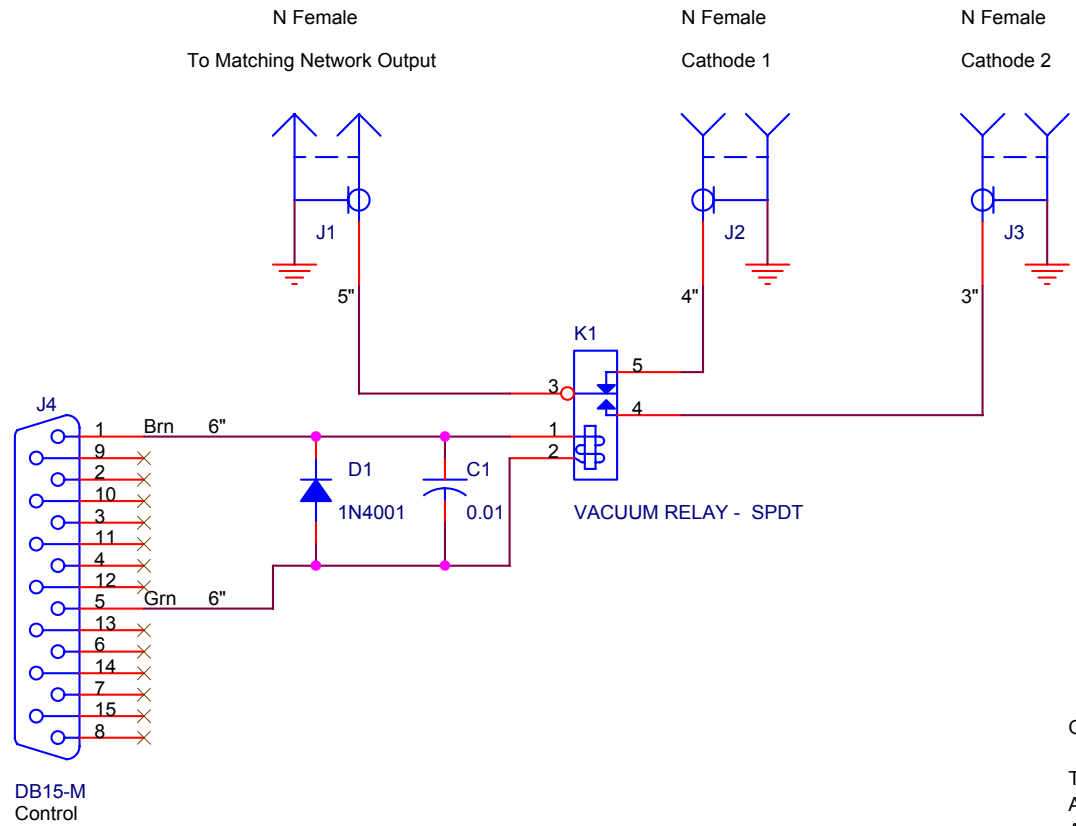 N Female
N Female
N Female
To Matching Network Output
Cathode 1
Cathode 2
J1
J2
J3
5"
4"
3"
K1
5
3
4
1
2
VACUUM RELAY - SPDT
J4
1
Brn
6"
9
2
10
3
11
4
12
5
Grn
6"
13
6
14
7
15
8
D1
1N4001
C1
0.01
DB15-M
Control